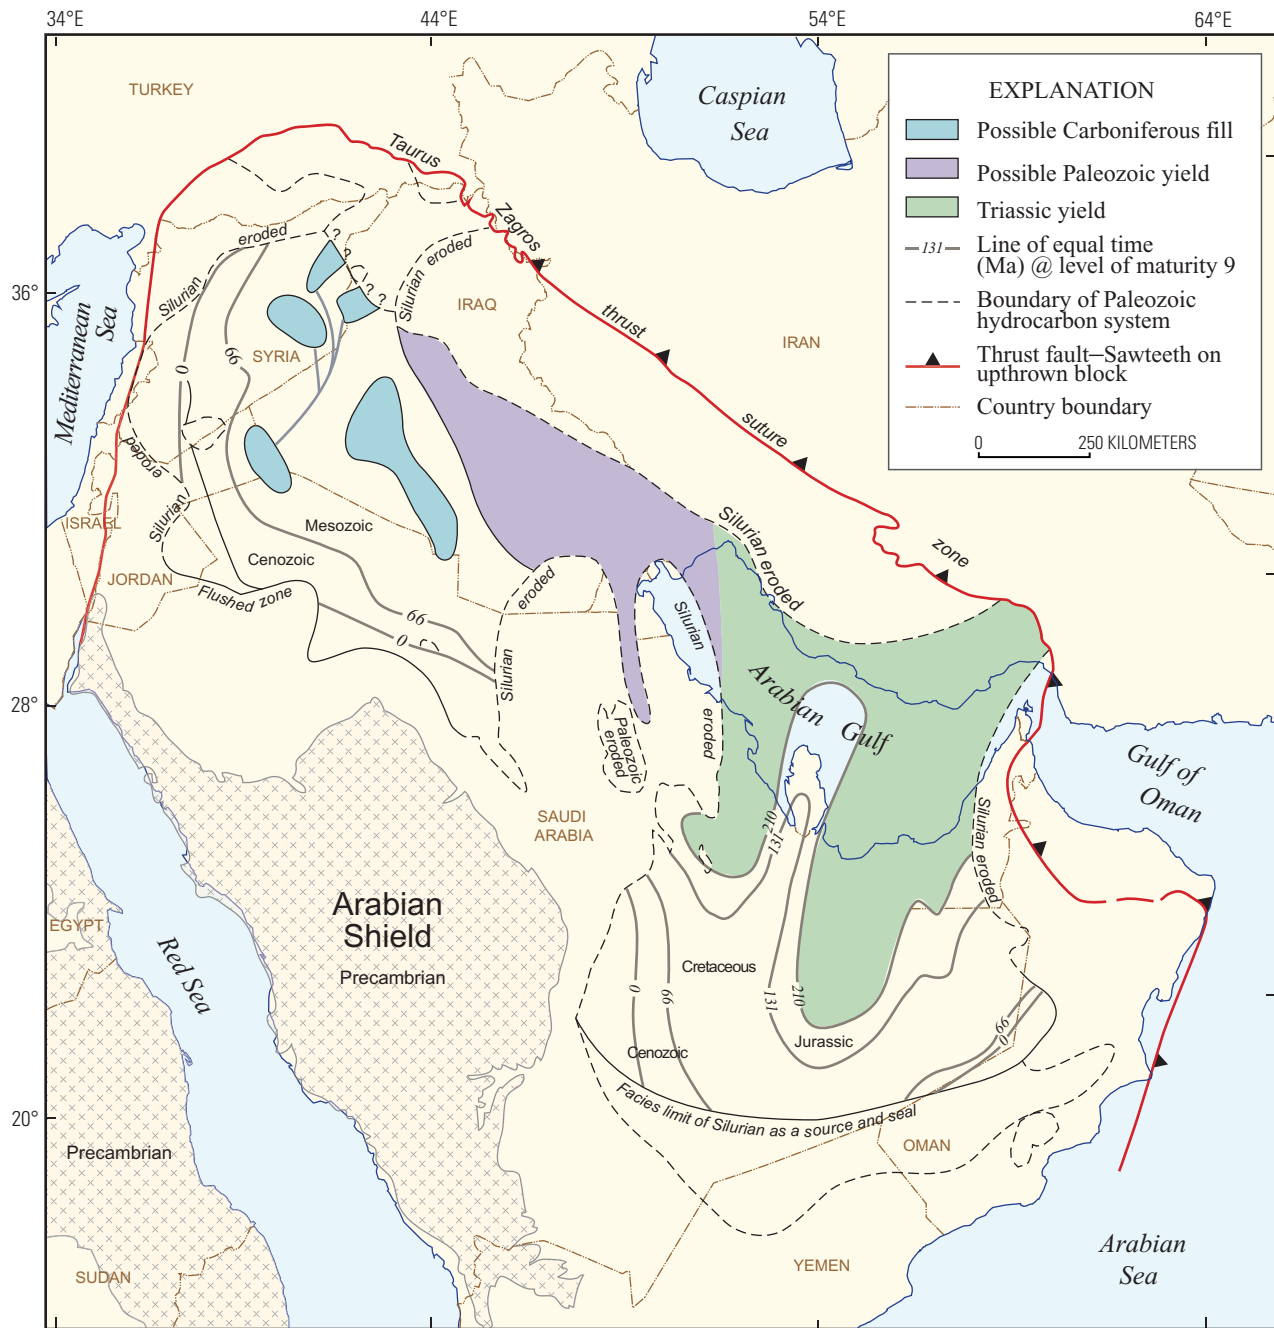 34°E
44°E
54°E
64°E
36°
28°
20°
EXPLANATION
Possible Carboniferous fill
Possible Paleozoic yield
Triassic yield
131
Line of equal time
(Ma) @ level of maturity 9
Boundary of Paleozoic
hydrocarbon system
Thrust fault–Sawteeth on
upthrown block
Country boundary
0
250 KILOMETERS
TURKEY
Caspian
Sea
Taurus
Zagros
thrust
suture
zone
Mediterranean
Sea
Silurian
eroded
?
?
?
?
Silurian
eroded
IRAQ
IRAN
SYRIA
0
66
eroded
Silurian
ISRAEL
JORDAN
Mesozoic
Cenozoic
Flushed zone
66
0
eroded
Silurian
Silurian
eroded
Silurian eroded
Paleozoic
eroded
Arabian
Gulf
Gulf of
Oman
SAUDI
ARABIA
210
131
Silurian eroded
EGYPT
Red Sea
Arabian
Shield
Precambrian
Cretaceous
0
66
131
210
Jurassic
Cenozoic
66
0
Facies limit of Silurian as a source and seal
OMAN
Precambrian
SUDAN
YEMEN
Arabian
Sea